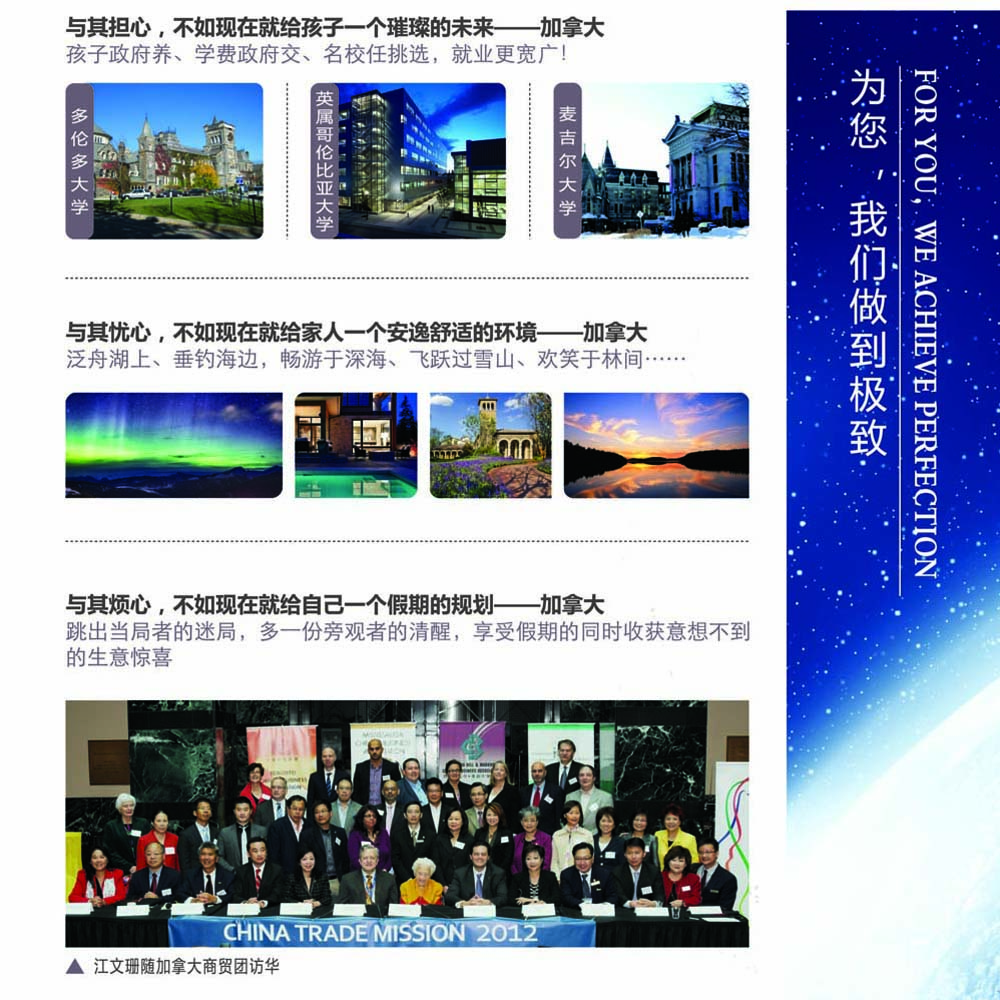 与其担心，不如现在就给孩子一个璀璨的未来——加拿大
孩子政府养、学费政府交、名校任挑选，就业更宽广！
多伦多大学
英属哥伦比亚大学
麦吉尔大学
与其忧心，不如现在就给家人一个安逸舒适的环境——加拿大
泛舟湖上、垂钓海边，畅游于深海、飞跃过雪山、欢笑于林间……
与其烦心，不如现在就给自己一个假期的规划——加拿大
跳出当局者的迷局，多一份旁观者的清醒，享受假期的同时收获意想不到
的生意惊喜
CHINA TRADE MISSION 2012
▲ 江文珊随加拿大商贸团访华
FOR YOU, WE ACHIEVE PERFECTION
为您，我们做到极致